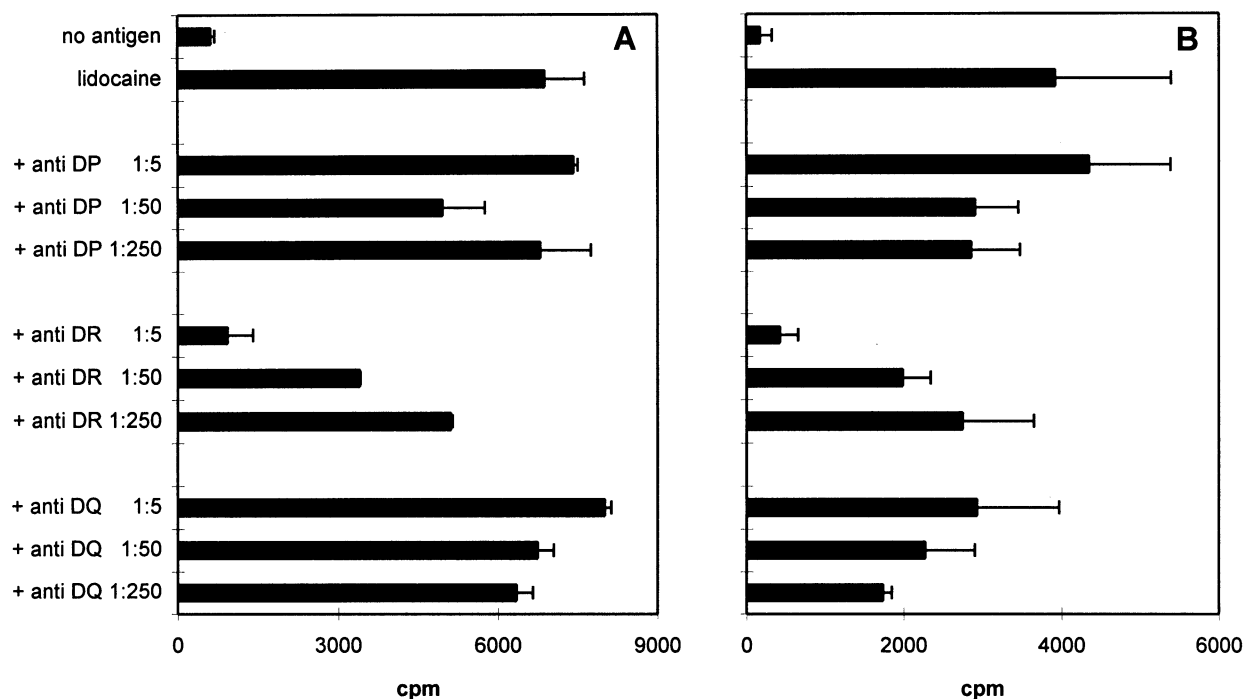 no antigen
lidocaine
+ anti DP 1:5
+ anti DP 1:50
+ anti DP 1:250
+ anti DR 1:5
+ anti DR 1:50
+ anti DR 1:250
+ anti DQ 1:5
+ anti DQ 1:50
+ anti DQ 1:250
A
0 3000 6000 9000
cpm
B
0 2000 4000 6000
cpm